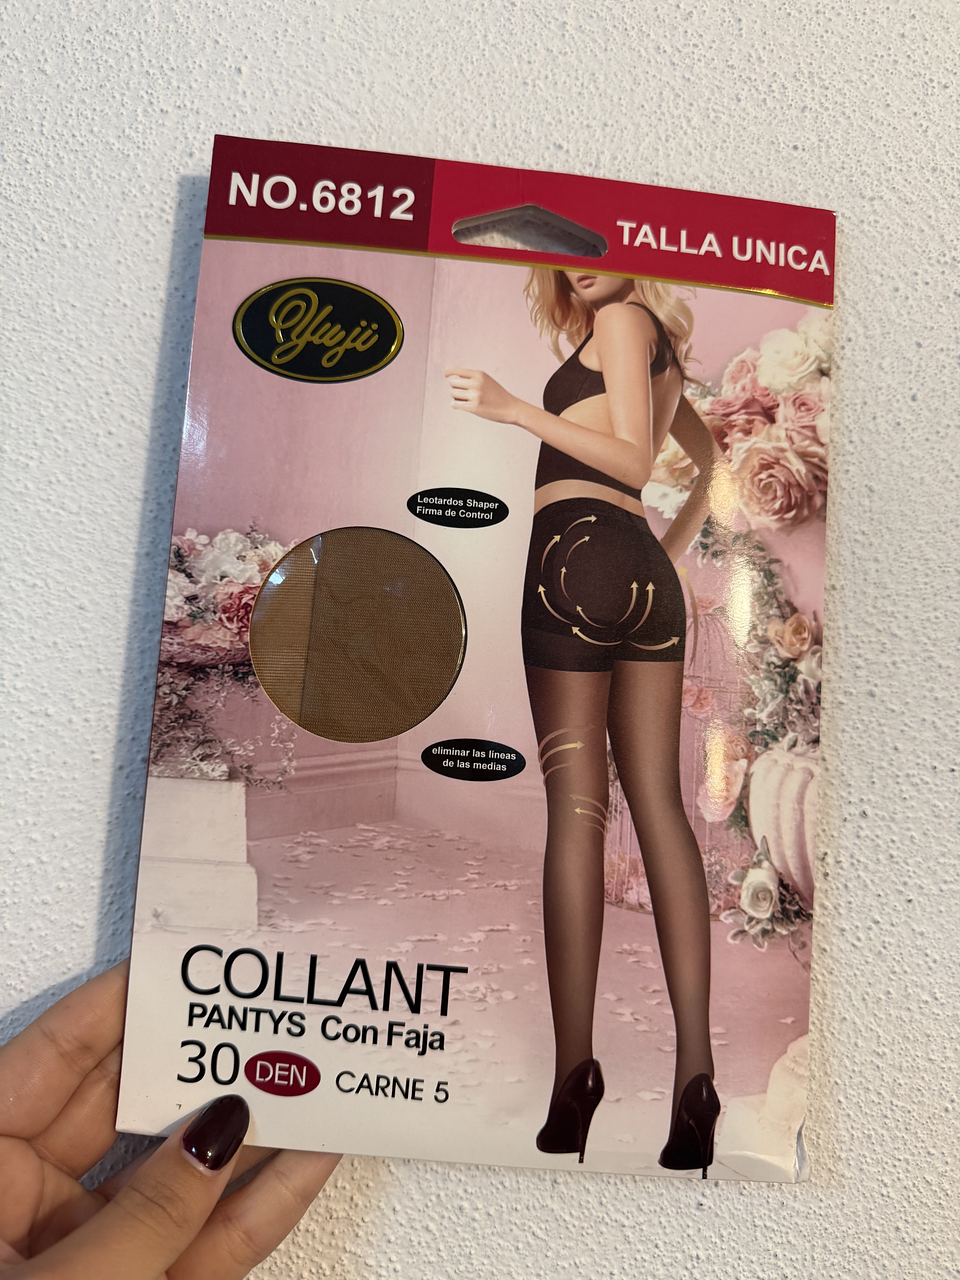 NO.6812
TALLA UNICA
Yuji
Leotardos Shaper
Firma de Control
eliminar las líneas
de las medias
COLLANT
PANTYS Con Faja
30 DEN CARNE 5